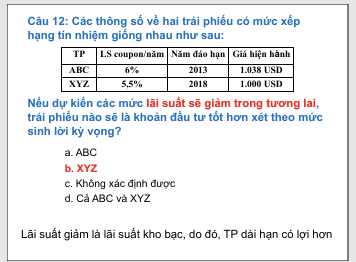 Câu 12: Các thông số về hai trái phiếu có mức xếp
hạng tín nhiệm giống nhau như sau:
TP LS coupon/năm Năm đáo hạn Giá hiện hành
ABC 6% 2013 1.038 USD
XYZ 5,5% 2018 1.000 USD
Nếu dự kiến các mức lãi suất sẽ giảm trong tương lai,
trái phiếu nào sẽ là khoản đầu tư tốt hơn xét theo mức
sinh lời kỳ vọng?
a. ABC
b. XYZ
c. Không xác định được
d. Cả ABC và XYZ
Lãi suất giảm là lãi suất kho bạc, do đó, TP dài hạn có lợi hơn